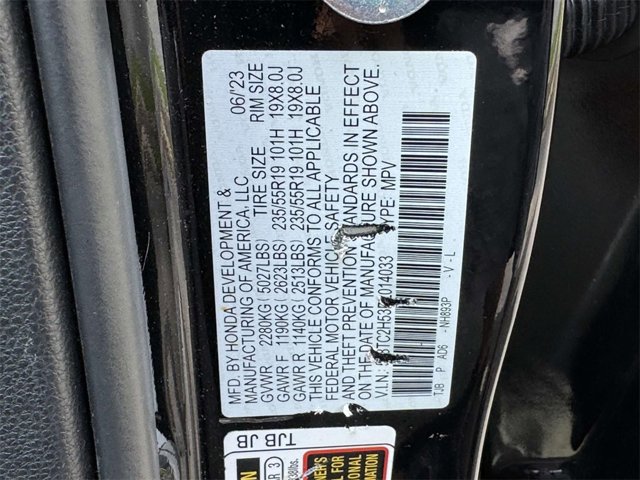 MFD. BY HONDA DEVELOPMENT &
MANUFACTURING OF AMERICA, LLC 06/'23
TIRE SIZE RIM SIZE
GVWR 2280KG ( 5027LBS)
GAWR F 1190KG ( 2623LBS) 235/55R19 101H 19X8.0J
GAWR R 1140KG ( 2513LBS) 235/55R19 101H 19X8.0J
THIS VEHICLE CONFORMS TO ALL APPLICABLE
FEDERAL MOTOR VEHICLE SAFETY
AND THEFT PREVENTION STANDARDS IN EFFECT
ON THE DATE OF MANUFACTURE SHOWN ABOVE.
V.I.N. TYPE: MPV
TJB P AD6 -NH893P - V - L
TJB JB